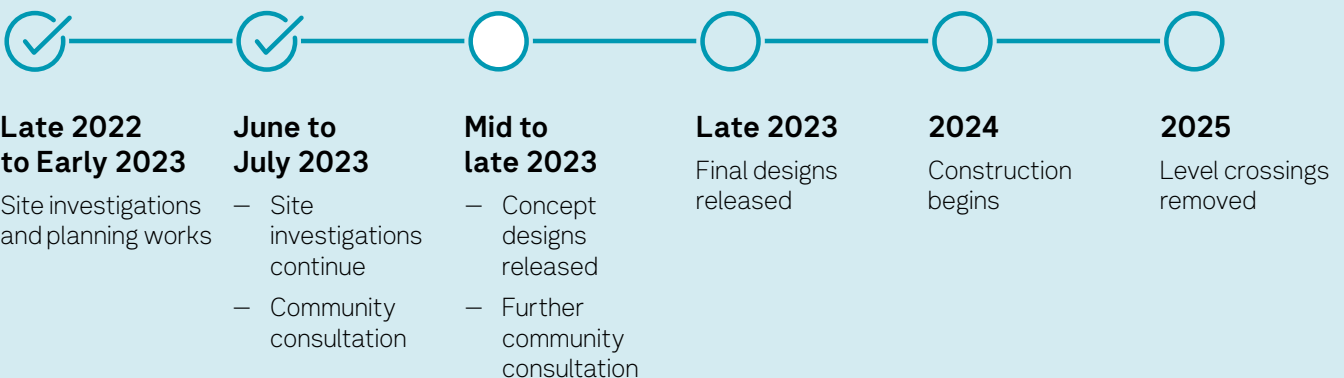 Late 2022
to Early 2023
Site investigations
and planning works
June to
July 2023
— Site
investigations
continue
— Community
consultation
Mid to
late 2023
— Concept
designs
released
— Further
community
consultation
Late 2023
Final designs
released
2024
Construction
begins
2025
Level crossings
removed